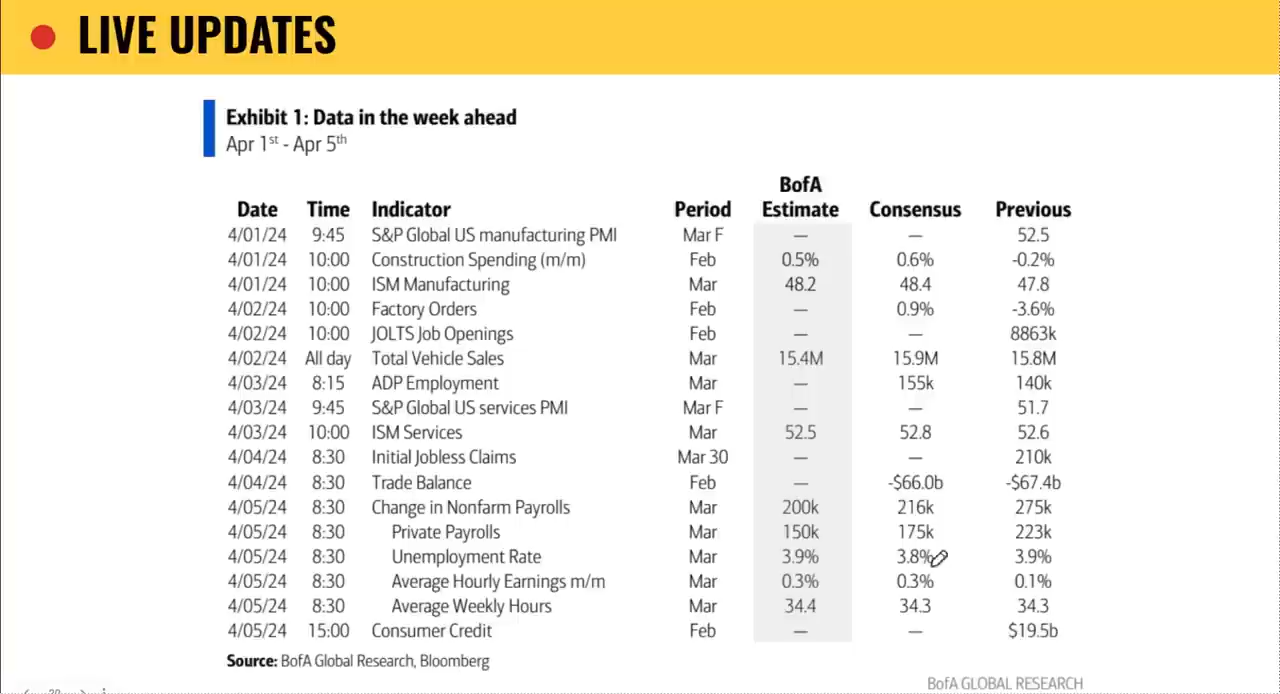 LIVE UPDATES
Exhibit 1: Data in the week ahead
Apr 1st - Apr 5th
BofA
Date Time Indicator Period Estimate Consensus Previous
4/01/24 9:45 S&P Global US manufacturing PMI Mar F — — 52.5
4/01/24 10:00 Construction Spending (m/m) Feb 0.5% 0.6% -0.2%
4/01/24 10:00 ISM Manufacturing Mar 48.2 48.4 47.8
4/02/24 10:00 Factory Orders Feb — 0.9% -3.6%
4/02/24 10:00 JOLTS Job Openings Feb — — 8863k
4/02/24 All day Total Vehicle Sales Mar 15.4M 15.9M 15.8M
4/03/24 8:15 ADP Employment Mar — 155k 140k
4/03/24 9:45 S&P Global US services PMI Mar F — — 51.7
4/03/24 10:00 ISM Services Mar 52.5 52.8 52.6
4/04/24 8:30 Initial Jobless Claims Mar 30 — — 210k
4/04/24 8:30 Trade Balance Feb — -$66.0b -$67.4b
4/05/24 8:30 Change in Nonfarm Payrolls Mar 200k 216k 275k
4/05/24 8:30 Private Payrolls Mar 150k 175k 223k
4/05/24 8:30 Unemployment Rate Mar 3.9% 3.8% 3.9%
4/05/24 8:30 Average Hourly Earnings m/m Mar 0.3% 0.3% 0.1%
4/05/24 8:30 Average Weekly Hours Mar 34.4 34.3 34.3
4/05/24 15:00 Consumer Credit Feb — — $19.5b
Source: BofA Global Research, Bloomberg
BofA GLOBAL RESEARCH